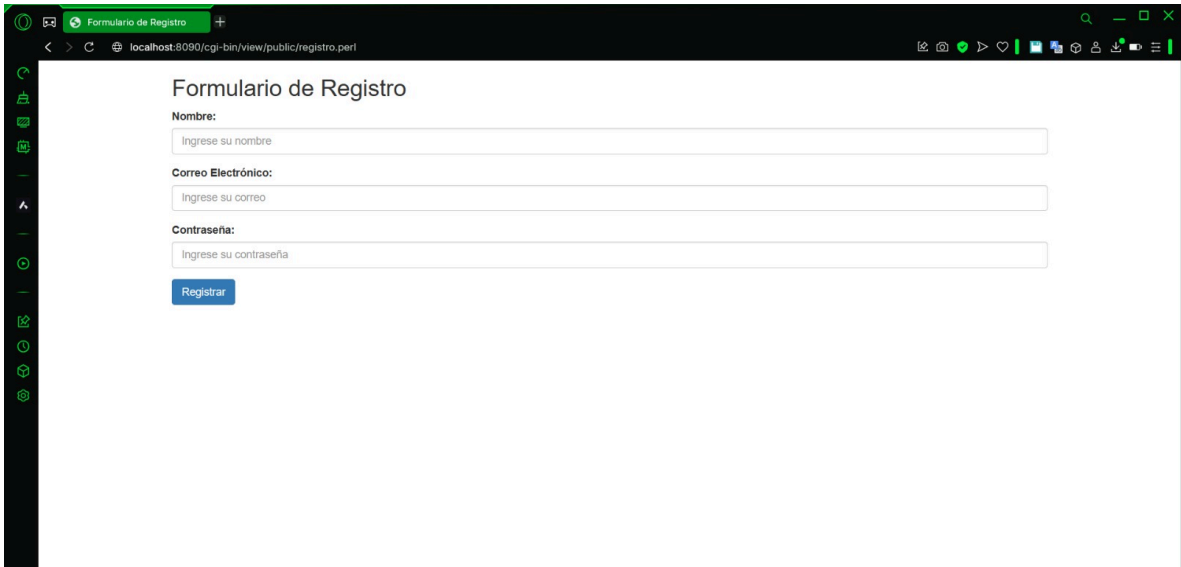 Formulario de Registro
localhost:8090/cgi-bin/view/public/registro.perl
Formulario de Registro
Nombre:
Ingrese su nombre
Correo Electrónico:
Ingrese su correo
Contraseña:
Ingrese su contraseña
Registrar